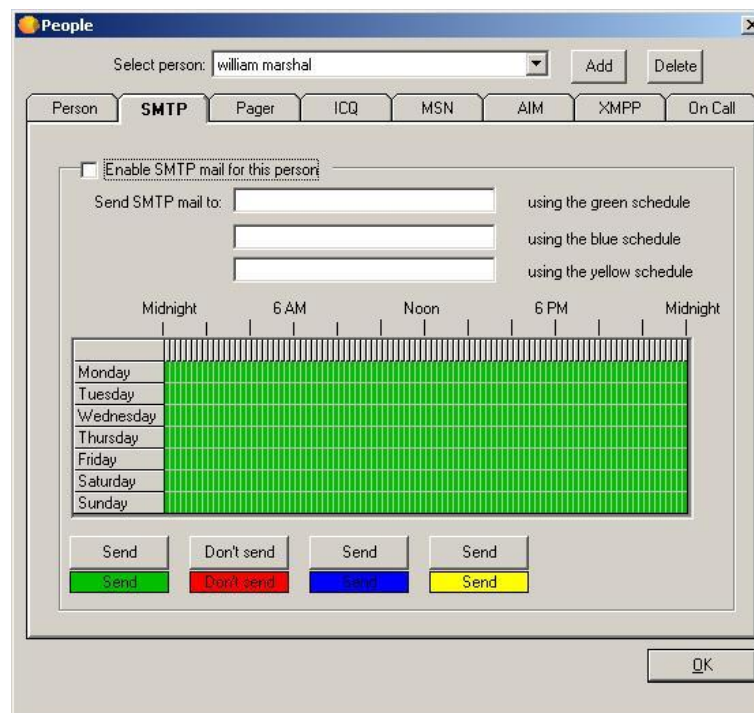 People
Select person: william marshal Add Delete
Person SMTP Pager ICQ MSN AIM XMPP On Call
Enable SMTP mail for this person
Send SMTP mail to: using the green schedule
using the blue schedule
using the yellow schedule
Midnight 6 AM Noon 6 PM Midnight
Monday
Tuesday
Wednesday
Thursday
Friday
Saturday
Sunday
Send Don't send Send Send
Send Don't send Send Send
OK